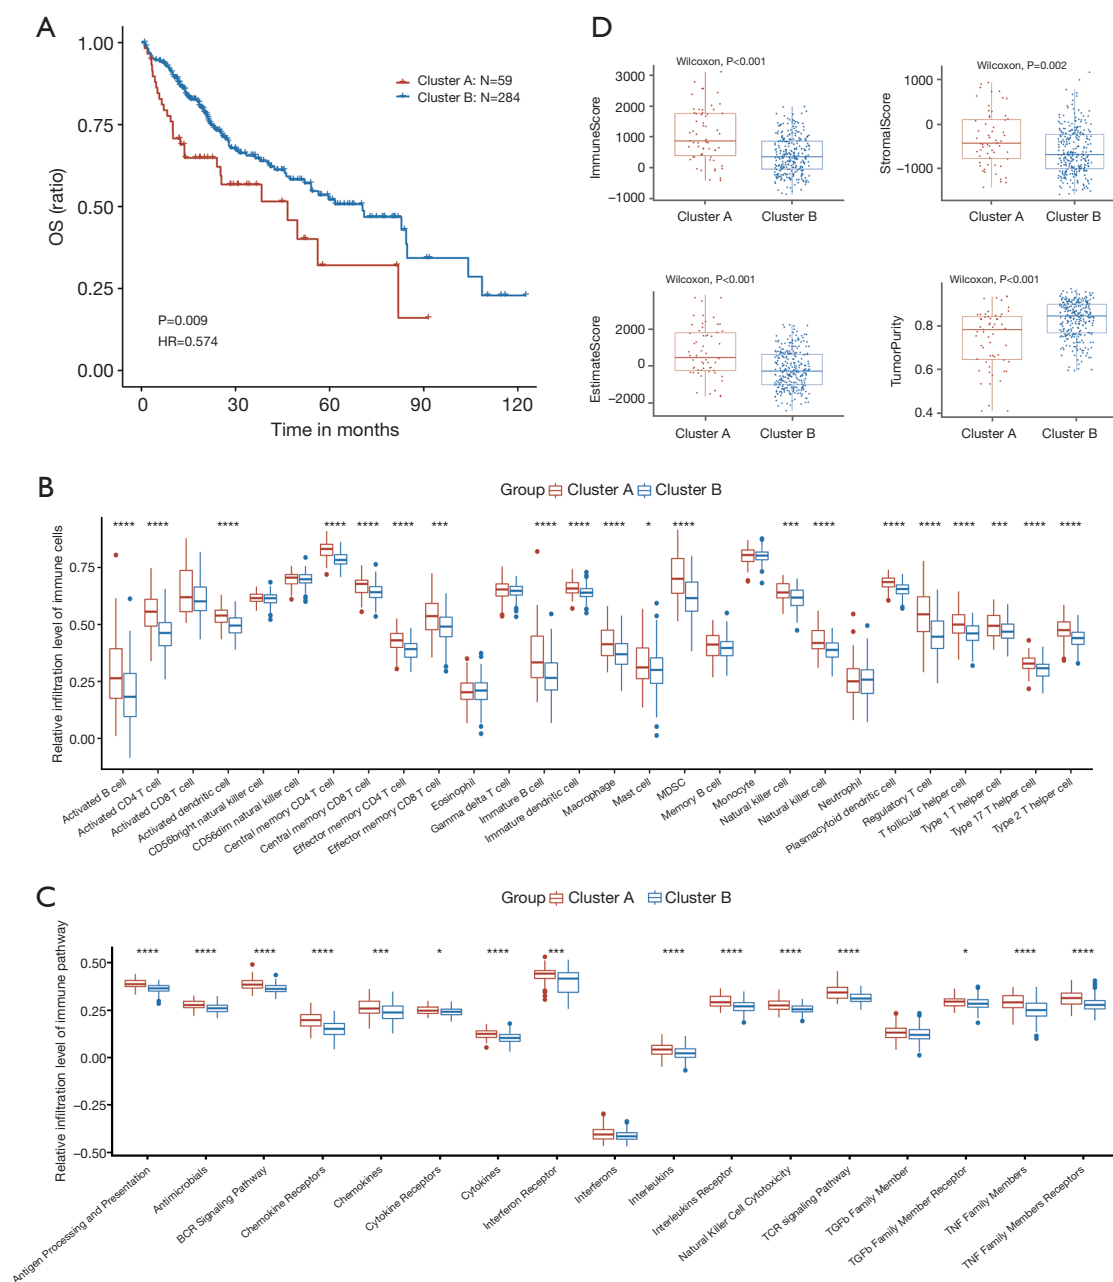 A
1.00
0.75
0.50
0.25
0.00
OS (ratio)
Cluster A: N=59
Cluster B: N=284
P=0.009
HR=0.574
0
30
60
90
120
Time in months
D
Wilcoxon, P<0.001
3000
2000
1000
0
−1000
ImmuneScore
Cluster A
Cluster B
Wilcoxon, P=0.002
1000
0
−1000
StromalScore
Cluster A
Cluster B
Wilcoxon, P<0.001
2000
0
−2000
EstimateScore
Cluster A
Cluster B
Wilcoxon, P<0.001
0.8
0.6
0.4
TumorPurity
Cluster A
Cluster B
B
Group Cluster A Cluster B
**** **** **** **** **** **** *** **** **** **** * **** *** **** **** **** **** *** **** ****
0.75
0.50
0.25
0.00
Relative infiltration level of immune cells
Activated B cell
Activated CD4 T cell
Activated CD8 T cell
Activated dendritic cell
CD56bright natural killer cell
CD56dim natural killer cell
Central memory CD4 T cell
Central memory CD8 T cell
Effector memory CD4 T cell
Effector memory CD8 T cell
Eosinophil
Gamma delta T cell
Immature B cell
Immature dendritic cell
Macrophage
Mast cell
MDSC
Memory B cell
Monocyte
Natural killer cell
Natural killer cell
Neutrophil
Plasmacytoid dendritic cell
Regulatory T cell
T follicular helper cell
Type 1 T helper cell
Type 17 T helper cell
Type 2 T helper cell
C
Group Cluster A Cluster B
**** **** **** **** *** * **** *** **** **** **** **** * **** ****
0.50
0.25
0.00
−0.25
−0.50
Relative infiltration level of immune pathway
Antigen Processing and Presentation
Antimicrobials
BCR Signaling Pathway
Chemokine Receptors
Chemokines
Cytokine Receptors
Cytokines
Interferon Receptor
Interferons
Interleukins
Interleukins Receptor
Natural Killer Cell Cytotoxicity
TCR signaling Pathway
TGFb Family Member
TGFb Family Member Receptor
TNF Family Members
TNF Family Members Receptors